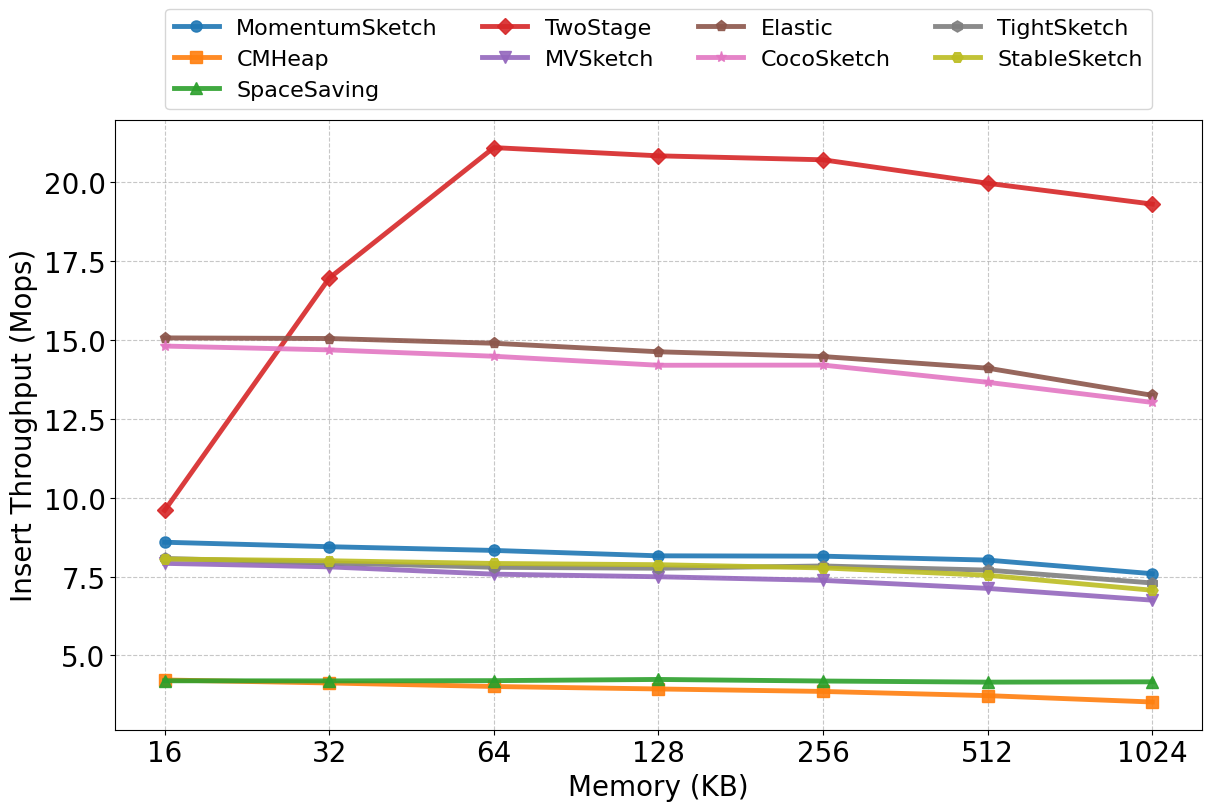 MomentumSketch TwoStage Elastic TightSketch
CMHeap MVSketch CocoSketch StableSketch
SpaceSaving
20.0
17.5
15.0
12.5
10.0
7.5
5.0
Insert Throughput (Mops)
16 32 64 128 256 512 1024
Memory (KB)